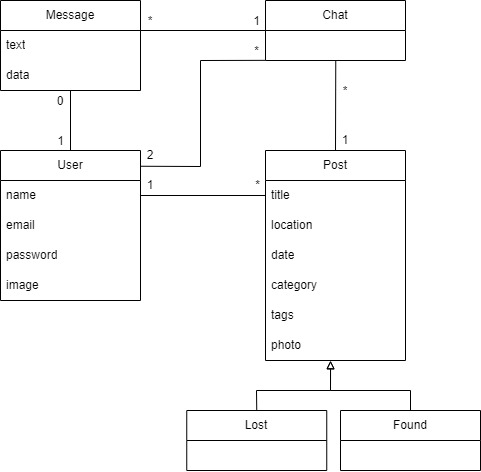 Message
text
data
*
1
Chat
*
0
1
*
1
User
name
email
password
image
2
1
*
Post
title
location
date
category
tags
photo
Lost
Found